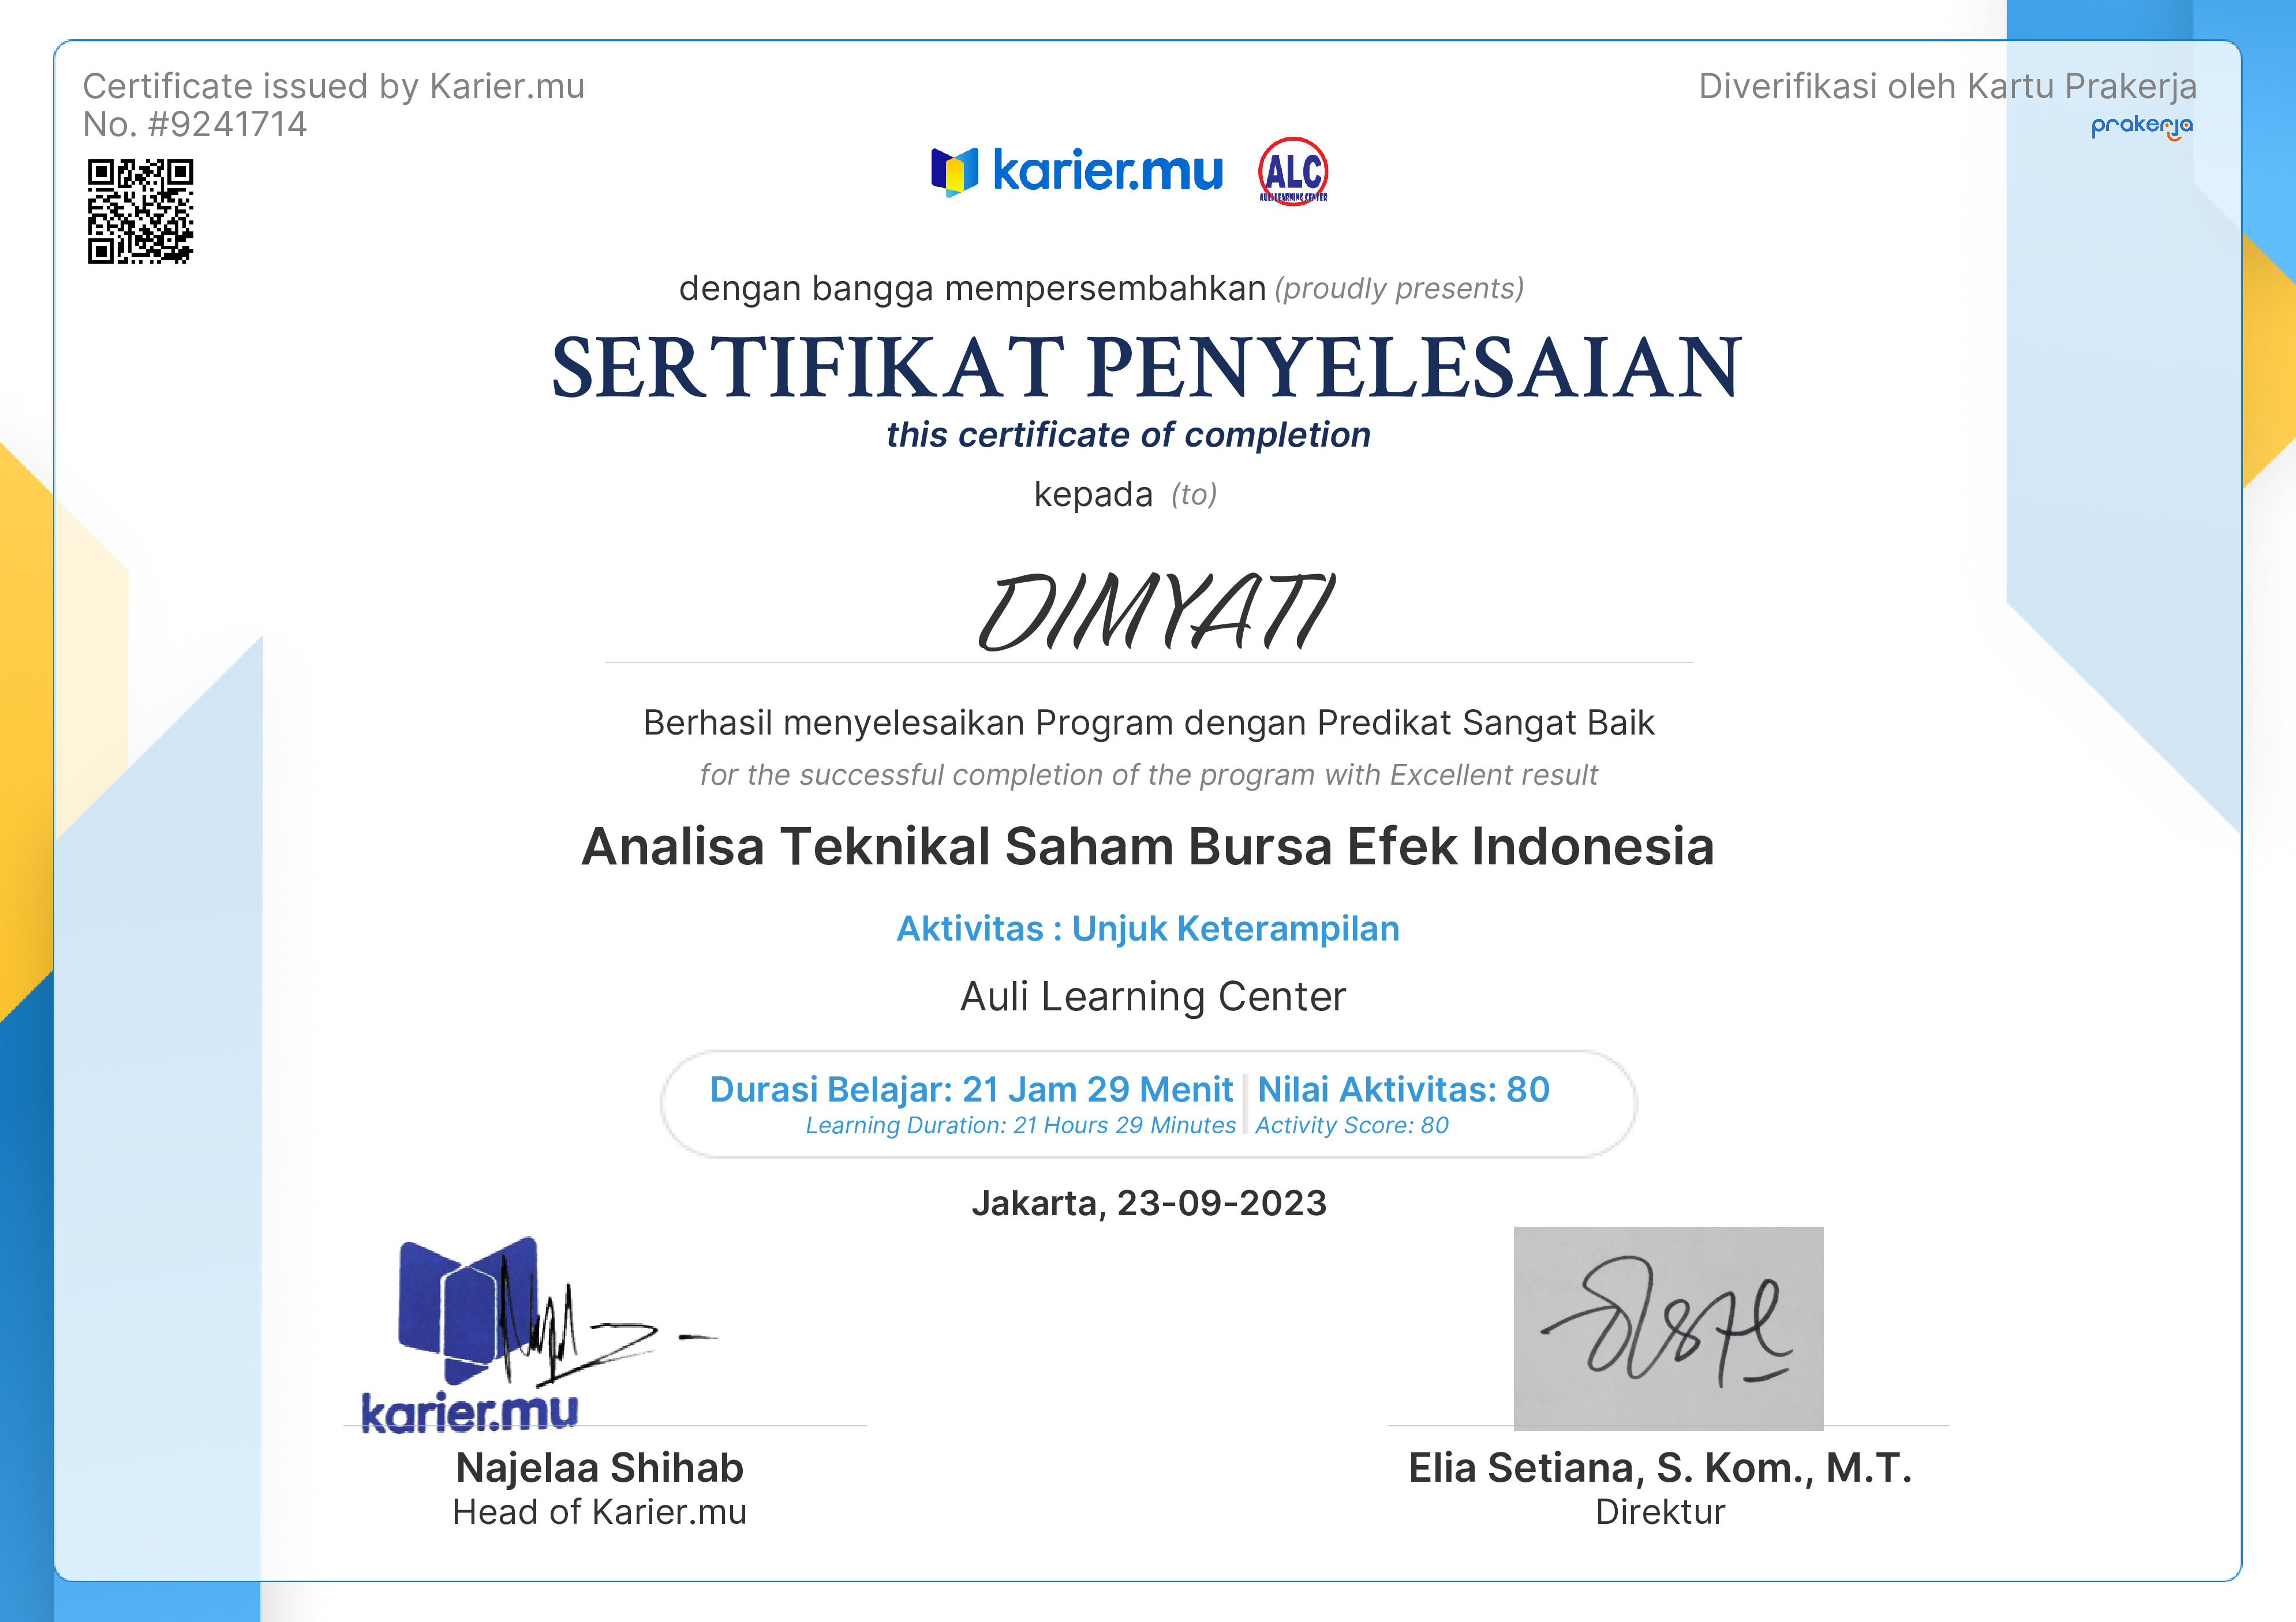 Certificate issued by Karier.mu
No. #9241714
Diverifikasi oleh Kartu Prakerja
prakerja
karier.mu
ALC
AULI LEARNING CENTER
dengan bangga mempersembahkan (proudly presents)
SERTIFIKAT PENYELESAIAN
this certificate of completion
kepada (to)
DIMYATI
Berhasil menyelesaikan Program dengan Predikat Sangat Baik
for the successful completion of the program with Excellent result
Analisa Teknikal Saham Bursa Efek Indonesia
Aktivitas : Unjuk Keterampilan
Auli Learning Center
Durasi Belajar: 21 Jam 29 Menit Nilai Aktivitas: 80
Learning Duration: 21 Hours 29 Minutes Activity Score: 80
Jakarta, 23-09-2023
karier.mu
Najelaa Shihab
Head of Karier.mu
Elia Setiana, S. Kom., M.T.
Direktur